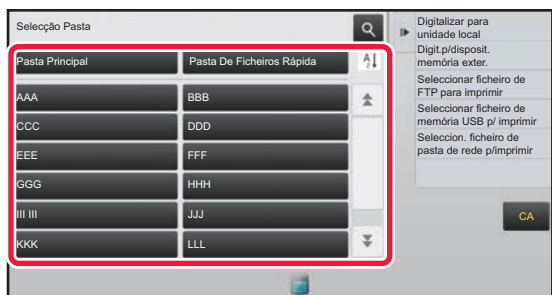 Selecção Pasta
Pasta Principal
Pasta De Ficheiros Rápida
AAA
BBB
CCC
DDD
EEE
FFF
GGG
HHH
III III
JJJ
KKK
LLL
Digitalizar para
unidade local
Digit.p/disposit.
memória exter.
Seleccionar ficheiro de
FTP para imprimir
Seleccionar ficheiro de
memória USB p/ imprimir
Seleccion. ficheiro de
pasta de rede p/imprimir
CA